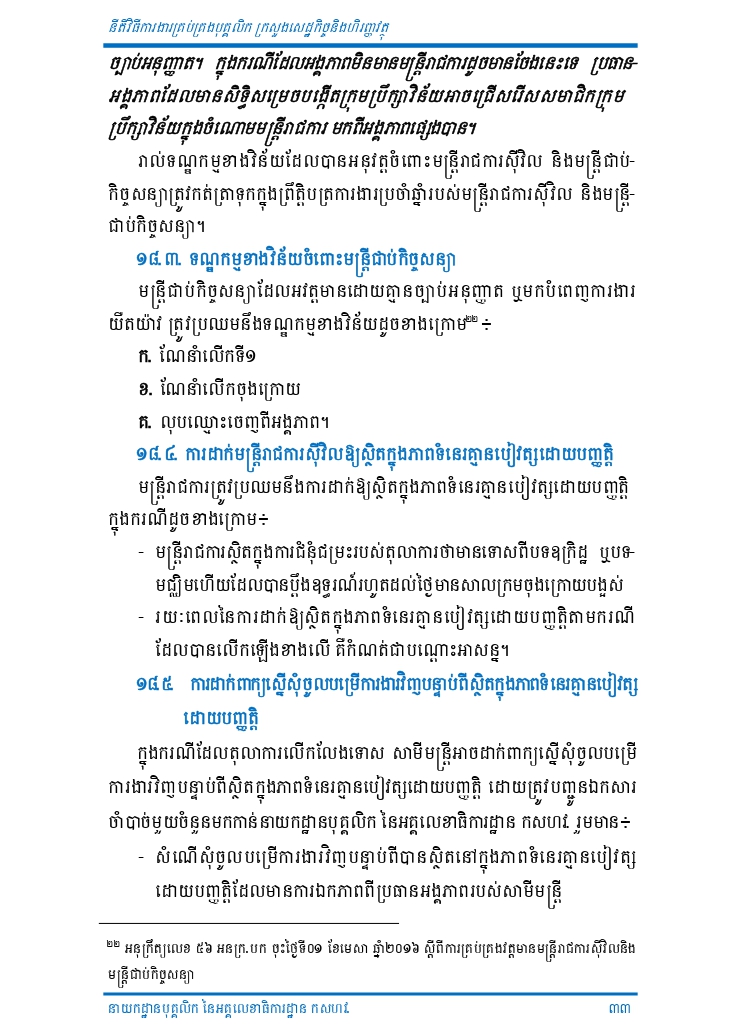 នីតិវិធីការងារគ្រប់គ្រងបុគ្គលិក ក្រសួងសេដ្ឋកិច្ចនិងហិរញ្ញវត្ថុ
ច្បាប់អនុញ្ញាត។ ក្នុងករណីដែលអង្គភាពមិនមានមន្ត្រីរាជការដូចមានចែងនេះទេ ប្រធាន-
អង្គភាពដែលមានសិទ្ធិសម្រេចបង្កើតក្រុមប្រឹក្សាវិន័យអាចជ្រើសរើសសមាជិកក្រុម
ប្រឹក្សាវិន័យក្នុងចំណោមមន្ត្រីរាជការ មកពីអង្គភាពផ្សេងបាន។
រាល់ទណ្ឌកម្មខាងវិន័យដែលបានអនុវត្តចំពោះមន្ត្រីរាជការស៊ីវិល និងមន្ត្រីជាប់-
កិច្ចសន្យាត្រូវកត់ត្រាទុកក្នុងព្រឹត្តិបត្រការងារប្រចាំឆ្នាំរបស់មន្ត្រីរាជការស៊ីវិល និងមន្ត្រី-
ជាប់កិច្ចសន្យា។
១៨.៣. ទណ្ឌកម្មខាងវិន័យចំពោះមន្ត្រីជាប់កិច្ចសន្យា
មន្ត្រីជាប់កិច្ចសន្យាដែលអវត្តមានដោយគ្មានច្បាប់អនុញ្ញាត ឬមកបំពេញការងារ
យឺតយ៉ាវ ត្រូវប្រឈមនឹងទណ្ឌកម្មខាងវិន័យដូចខាងក្រោម២២ ÷
ក. ណែនាំលើកទី១
ខ. ណែនាំលើកចុងក្រោយ
គ. លុបឈ្មោះចេញពីអង្គភាព។
១៨.៤. ការដាក់មន្ត្រីរាជការស៊ីវិលឱ្យស្ថិតក្នុងភាពទំនេរគ្មានបៀវត្សដោយបញ្ញត្តិ
មន្ត្រីរាជការត្រូវប្រឈមនឹងការដាក់ឱ្យស្ថិតក្នុងភាពទំនេរគ្មានបៀវត្សដោយបញ្ញត្តិ
ក្នុងករណីដូចខាងក្រោម÷
- មន្ត្រីរាជការស្ថិតក្នុងការជំនុំជម្រះរបស់តុលាការថាមានទោសពីបទឧក្រិដ្ឋ ឬបទ-
មជ្ឈិមហើយដែលបានប្ដឹងឧទ្ធរណ៍រហូតដល់ថ្ងៃមានសាលក្រមចុងក្រោយបង្អស់
- រយៈពេលនៃការដាក់ឱ្យស្ថិតក្នុងភាពទំនេរគ្មានបៀវត្សដោយបញ្ញត្តិតាមករណី
ដែលបានលើកឡើងខាងលើ គឺកំណត់ជាបណ្ដោះអាសន្ន។
១៨.៥. ការដាក់ពាក្យស្នើសុំចូលបម្រើការងារវិញបន្ទាប់ពីស្ថិតក្នុងភាពទំនេរគ្មានបៀវត្ស
ដោយបញ្ញត្តិ
ក្នុងករណីដែលតុលាការលើកលែងទោស សាមីមន្ត្រីអាចដាក់ពាក្យស្នើសុំចូលបម្រើ
ការងារវិញបន្ទាប់ពីស្ថិតក្នុងភាពទំនេរគ្មានបៀវត្សដោយបញ្ញត្តិ ដោយត្រូវបញ្ជូនឯកសារ
ចាំបាច់មួយចំនួនមកកាន់នាយកដ្ឋានបុគ្គលិក នៃអគ្គលេខាធិការដ្ឋាន កសហវ. រួមមាន÷
- សំណើសុំចូលបម្រើការងារវិញបន្ទាប់ពីបានស្ថិតនៅក្នុងភាពទំនេរគ្មានបៀវត្ស
ដោយបញ្ញត្តិដែលមានការឯកភាពពីប្រធានអង្គភាពរបស់សាមីមន្ត្រី
២២ អនុក្រឹត្យលេខ ៥៦ អនក្រ.បក ចុះថ្ងៃទី០១ ខែមេសា ឆ្នាំ២០១៦ ស្ដីពីការគ្រប់គ្រងវត្តមានមន្ត្រីរាជការស៊ីវិលនិង
មន្ត្រីជាប់កិច្ចសន្យា
នាយកដ្ឋានបុគ្គលិក នៃអគ្គលេខាធិការដ្ឋាន កសហវ. ៣៣